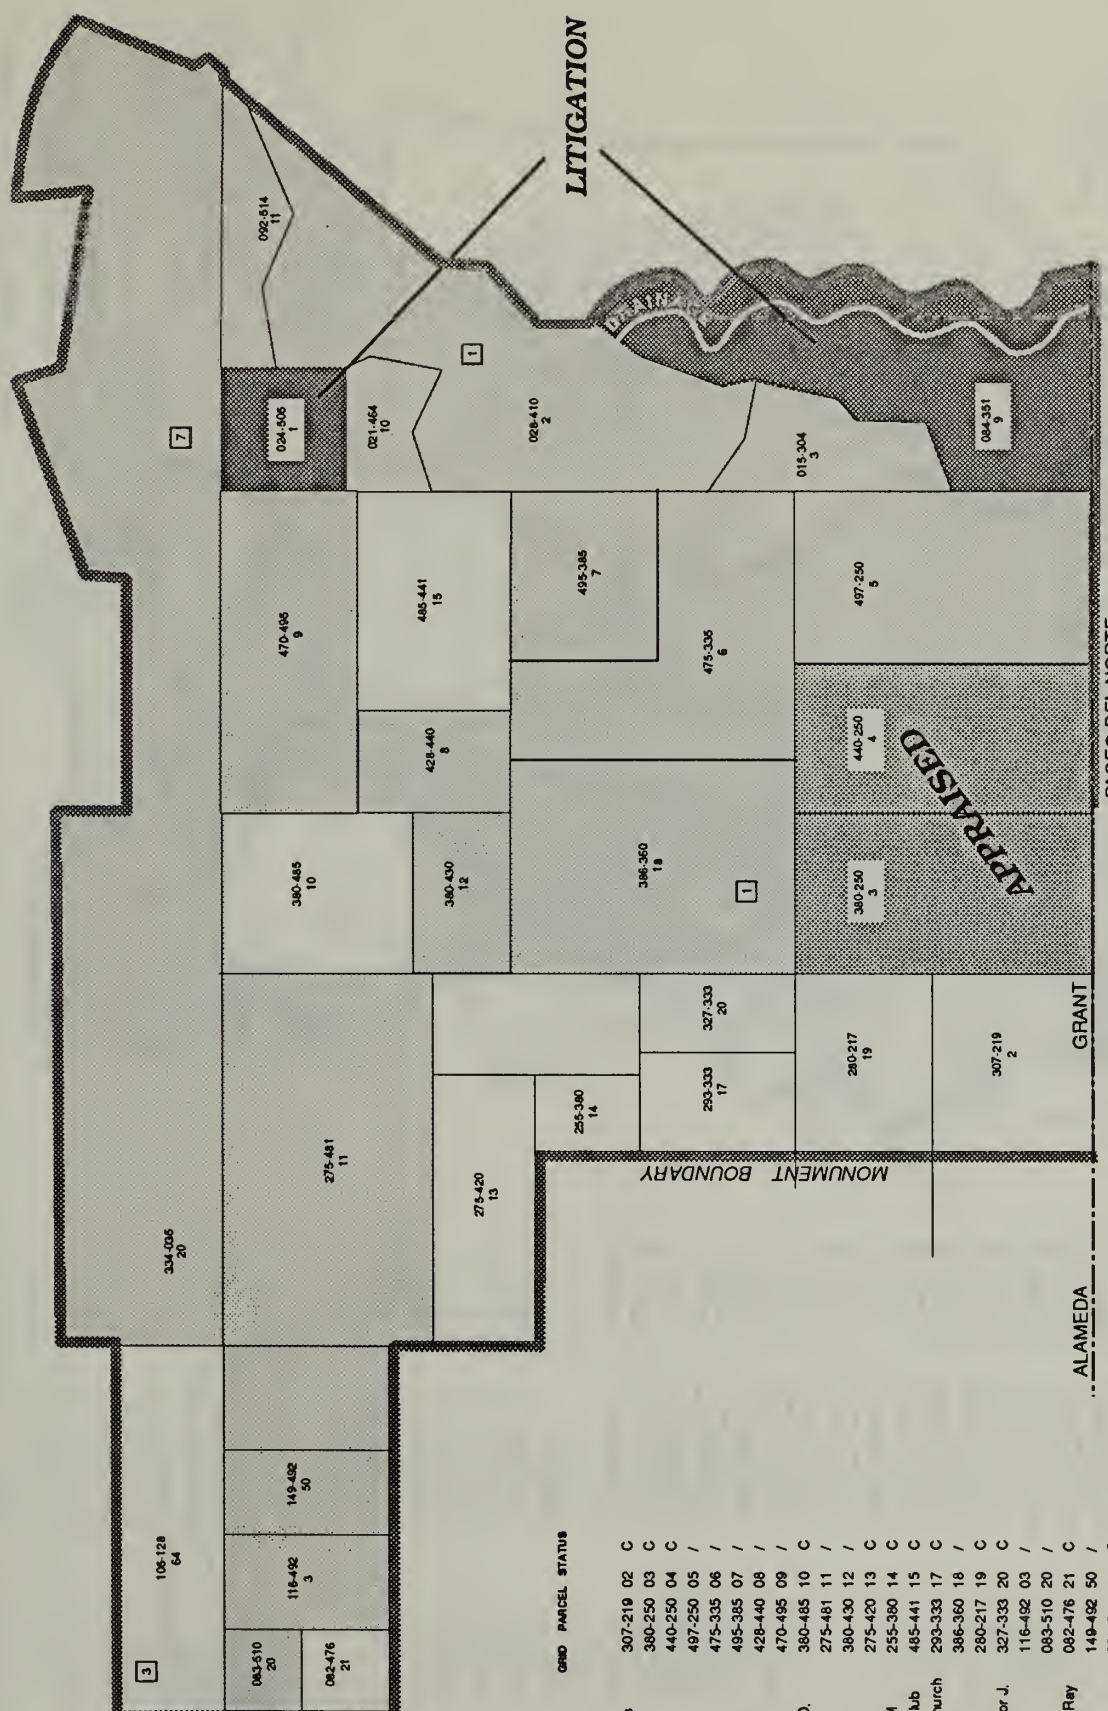 LITIGATION
092-514
11
7
024-506
1
021-464
10
1
028-410
2
DRAINAGE
015-304
3
084-351
9
470-495
9
485-441
15
495-385
7
428-440
8
475-335
6
497-250
5
380-485
10
380-430
12
386-360
18
1
440-250
4
380-250
3
APPRAISED
PASEO DEL NORTE
334-036
20
275-481
11
327-333
20
293-333
17
255-380
14
275-420
13
280-217
19
307-219
2
GRANT
MONUMENT BOUNDARY
ALAMEDA
106-128
64
3
149-492
50
116-492
3
083-510
20
082-476
21
GRID PARCEL STATUS
307-219 02 C
380-250 03 C
440-250 04 C
497-250 05 /
475-335 06 /
495-385 07 /
428-440 08 /
470-495 09 /
380-485 10 C
275-481 11 /
380-430 12 /
275-420 13 C
255-380 14 C
485-441 15 C
293-333 17 C
386-360 18 /
280-217 19 C
or J. 327-333 20 C
116-492 03 /
083-510 20 /
Ray 082-476 21 C
149-492 50 /